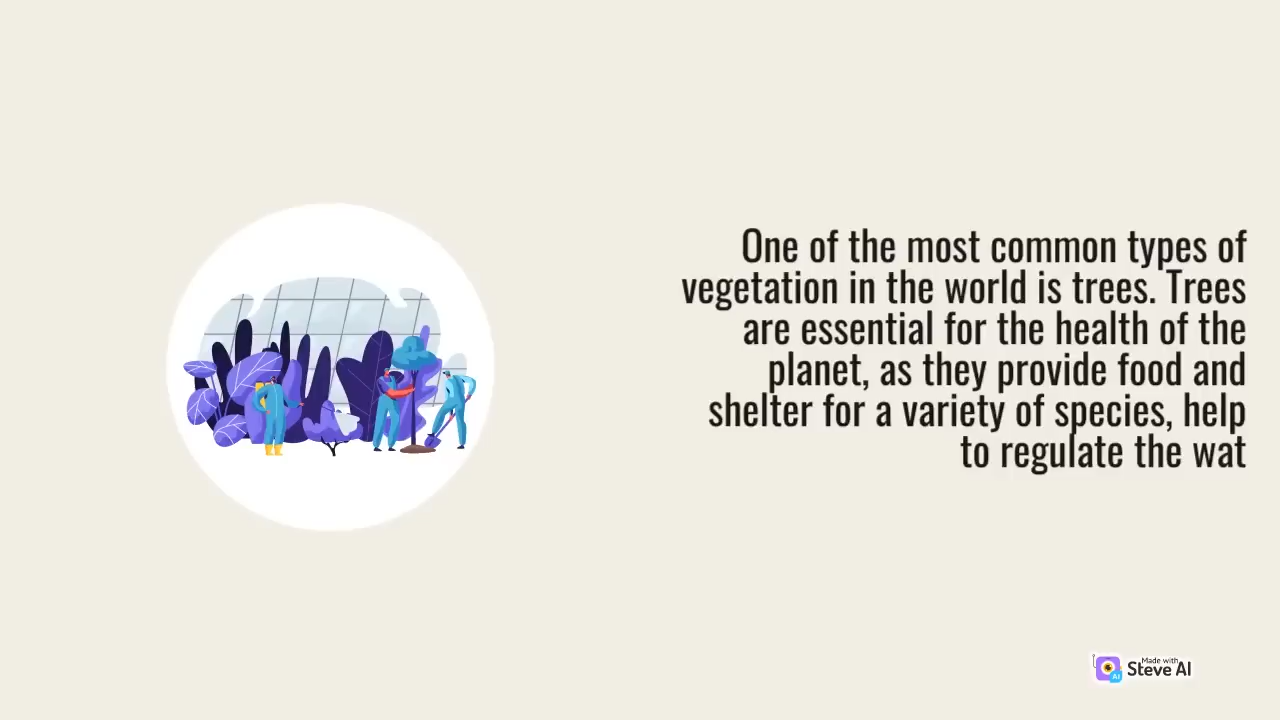 One of the most common types of
vegetation in the world is trees. Trees
are essential for the health of the
planet, as they provide food and
shelter for a variety of species, help
to regulate the wat
Made with
Steve AI
AI